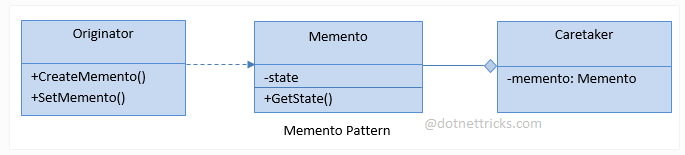 Originator
+CreateMemento()
+SetMemento()
Memento
-state
+GetState()
Caretaker
-memento: Memento
Memento Pattern
@dotnettricks.com